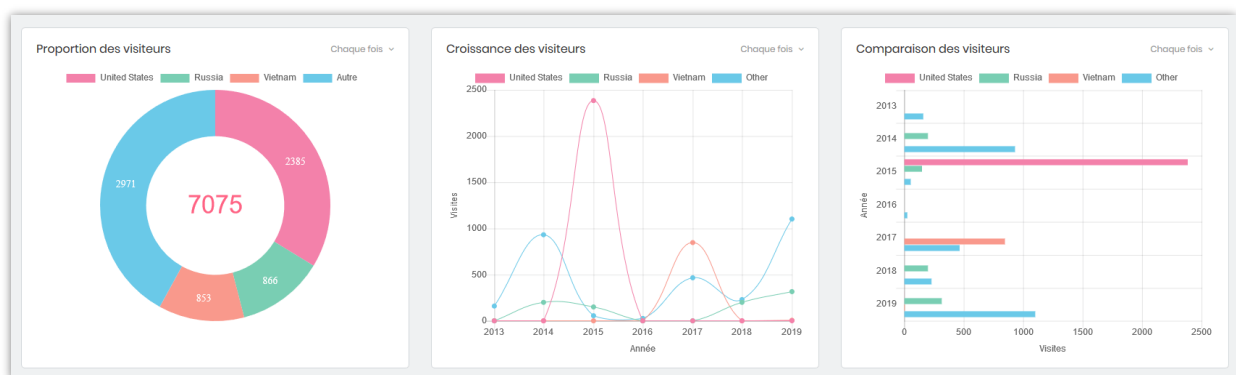 Proportion des visiteurs Chaque fois
United States Russia Vietnam Autre
2385
2971
7075
866
853
Croissance des visiteurs Chaque fois
United States Russia Vietnam Other
2500
2000
1500
1000
500
0
Visites
2013 2014 2015 2016 2017 2018 2019
Année
Comparaison des visiteurs Chaque fois
United States Russia Vietnam Other
2013
2014
2015
2016
2017
2018
2019
Année
0 500 1000 1500 2000 2500
Visites